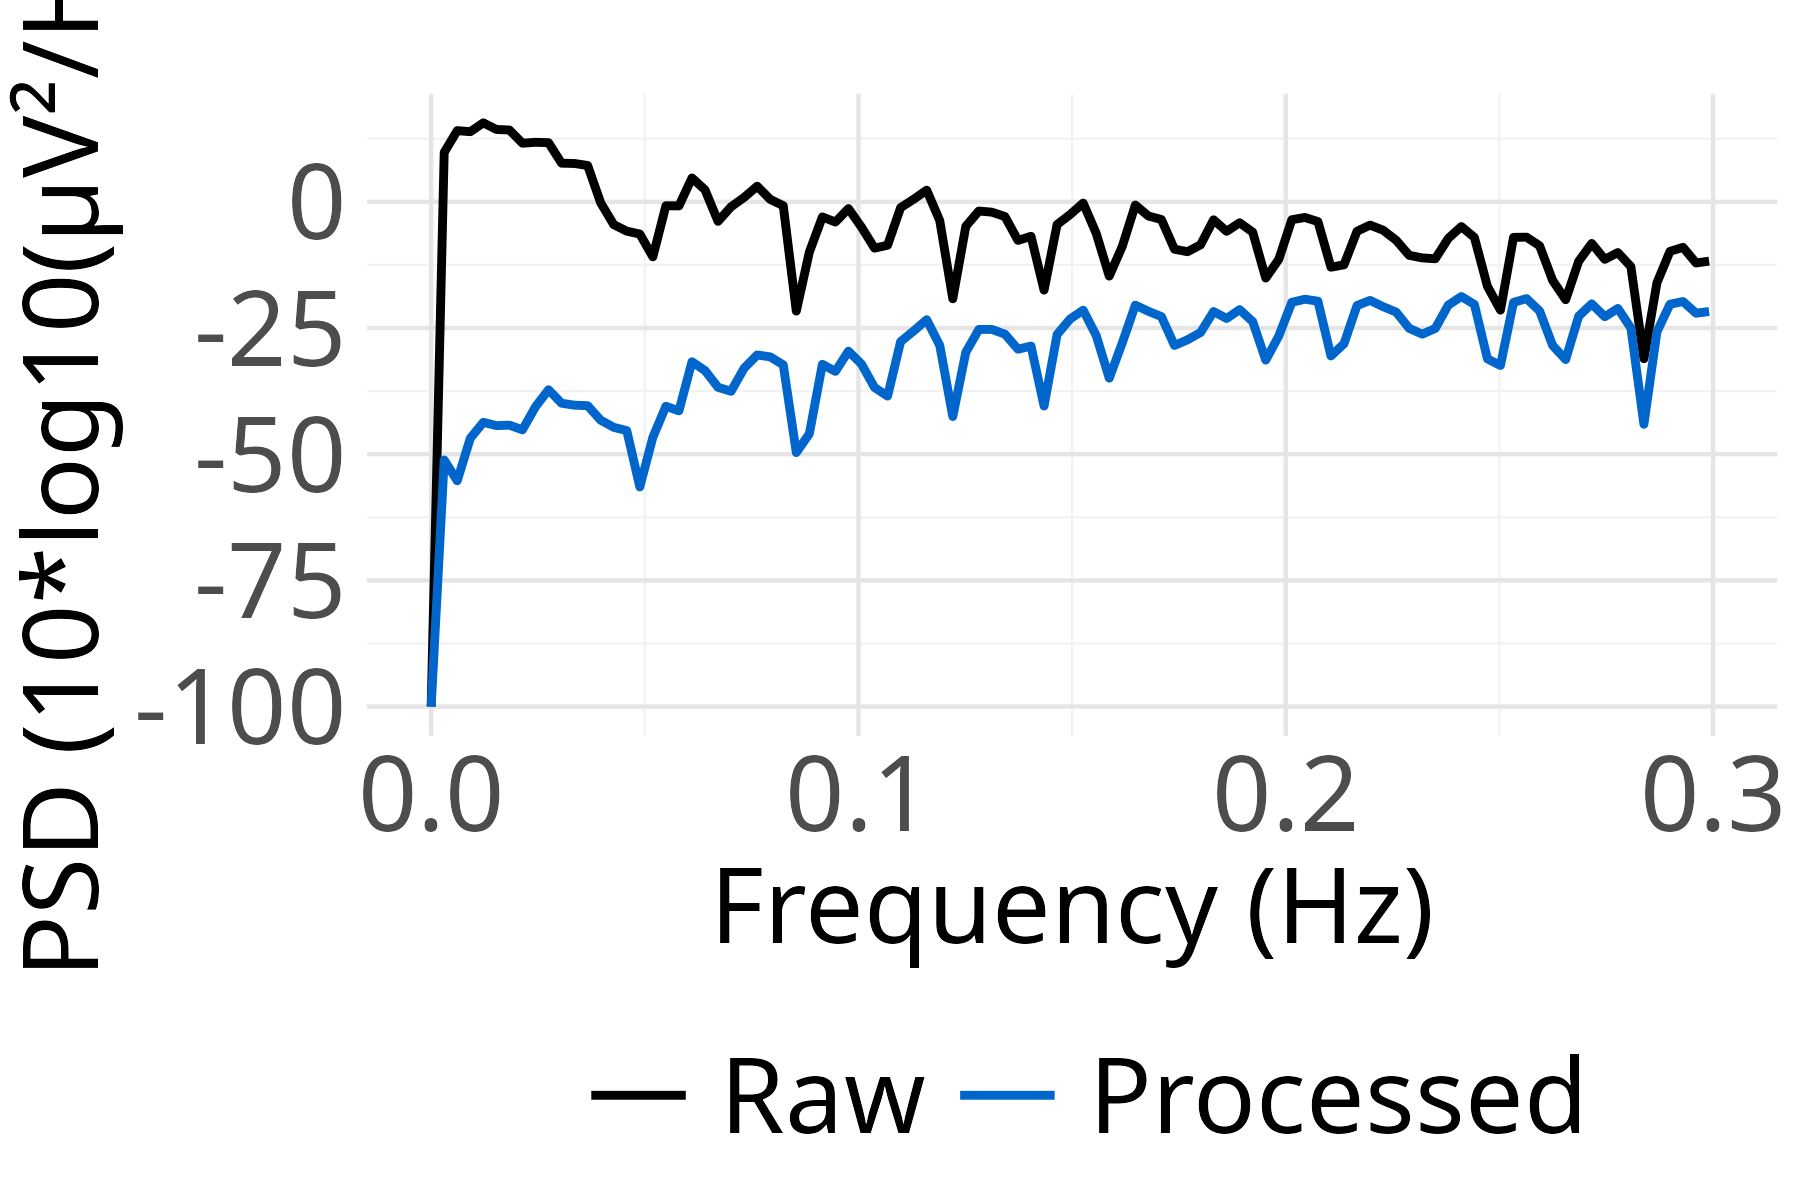 PSD (10*log10(µV²/H
0
-25
-50
-75
-100
0.0 0.1 0.2 0.3
Frequency (Hz)
Raw Processed